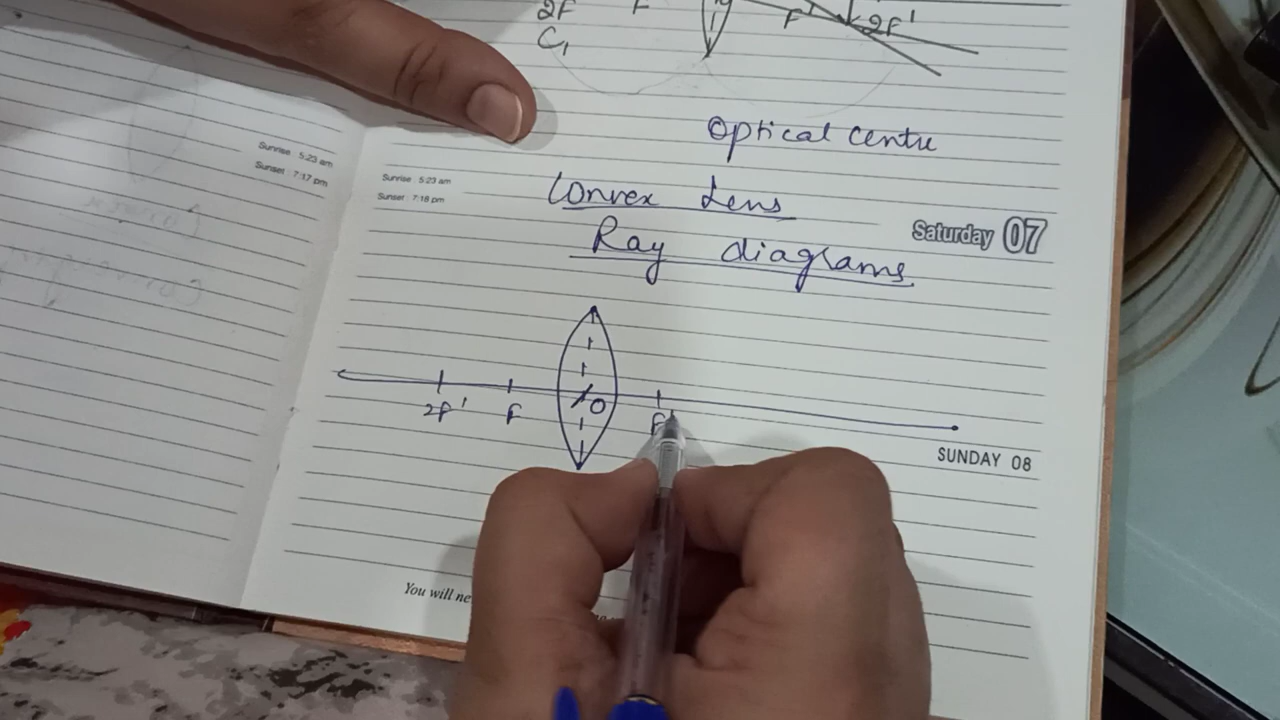 2F F F 2F'
C₁
Optical Centre
Sunrise : 5:23 am
Sunset : 7:17 pm
Sunrise : 5:23 am
Sunset : 7:18 pm
Convex Lens
Saturday 07
Ray diagrams
2F' F O F
SUNDAY 08
You will